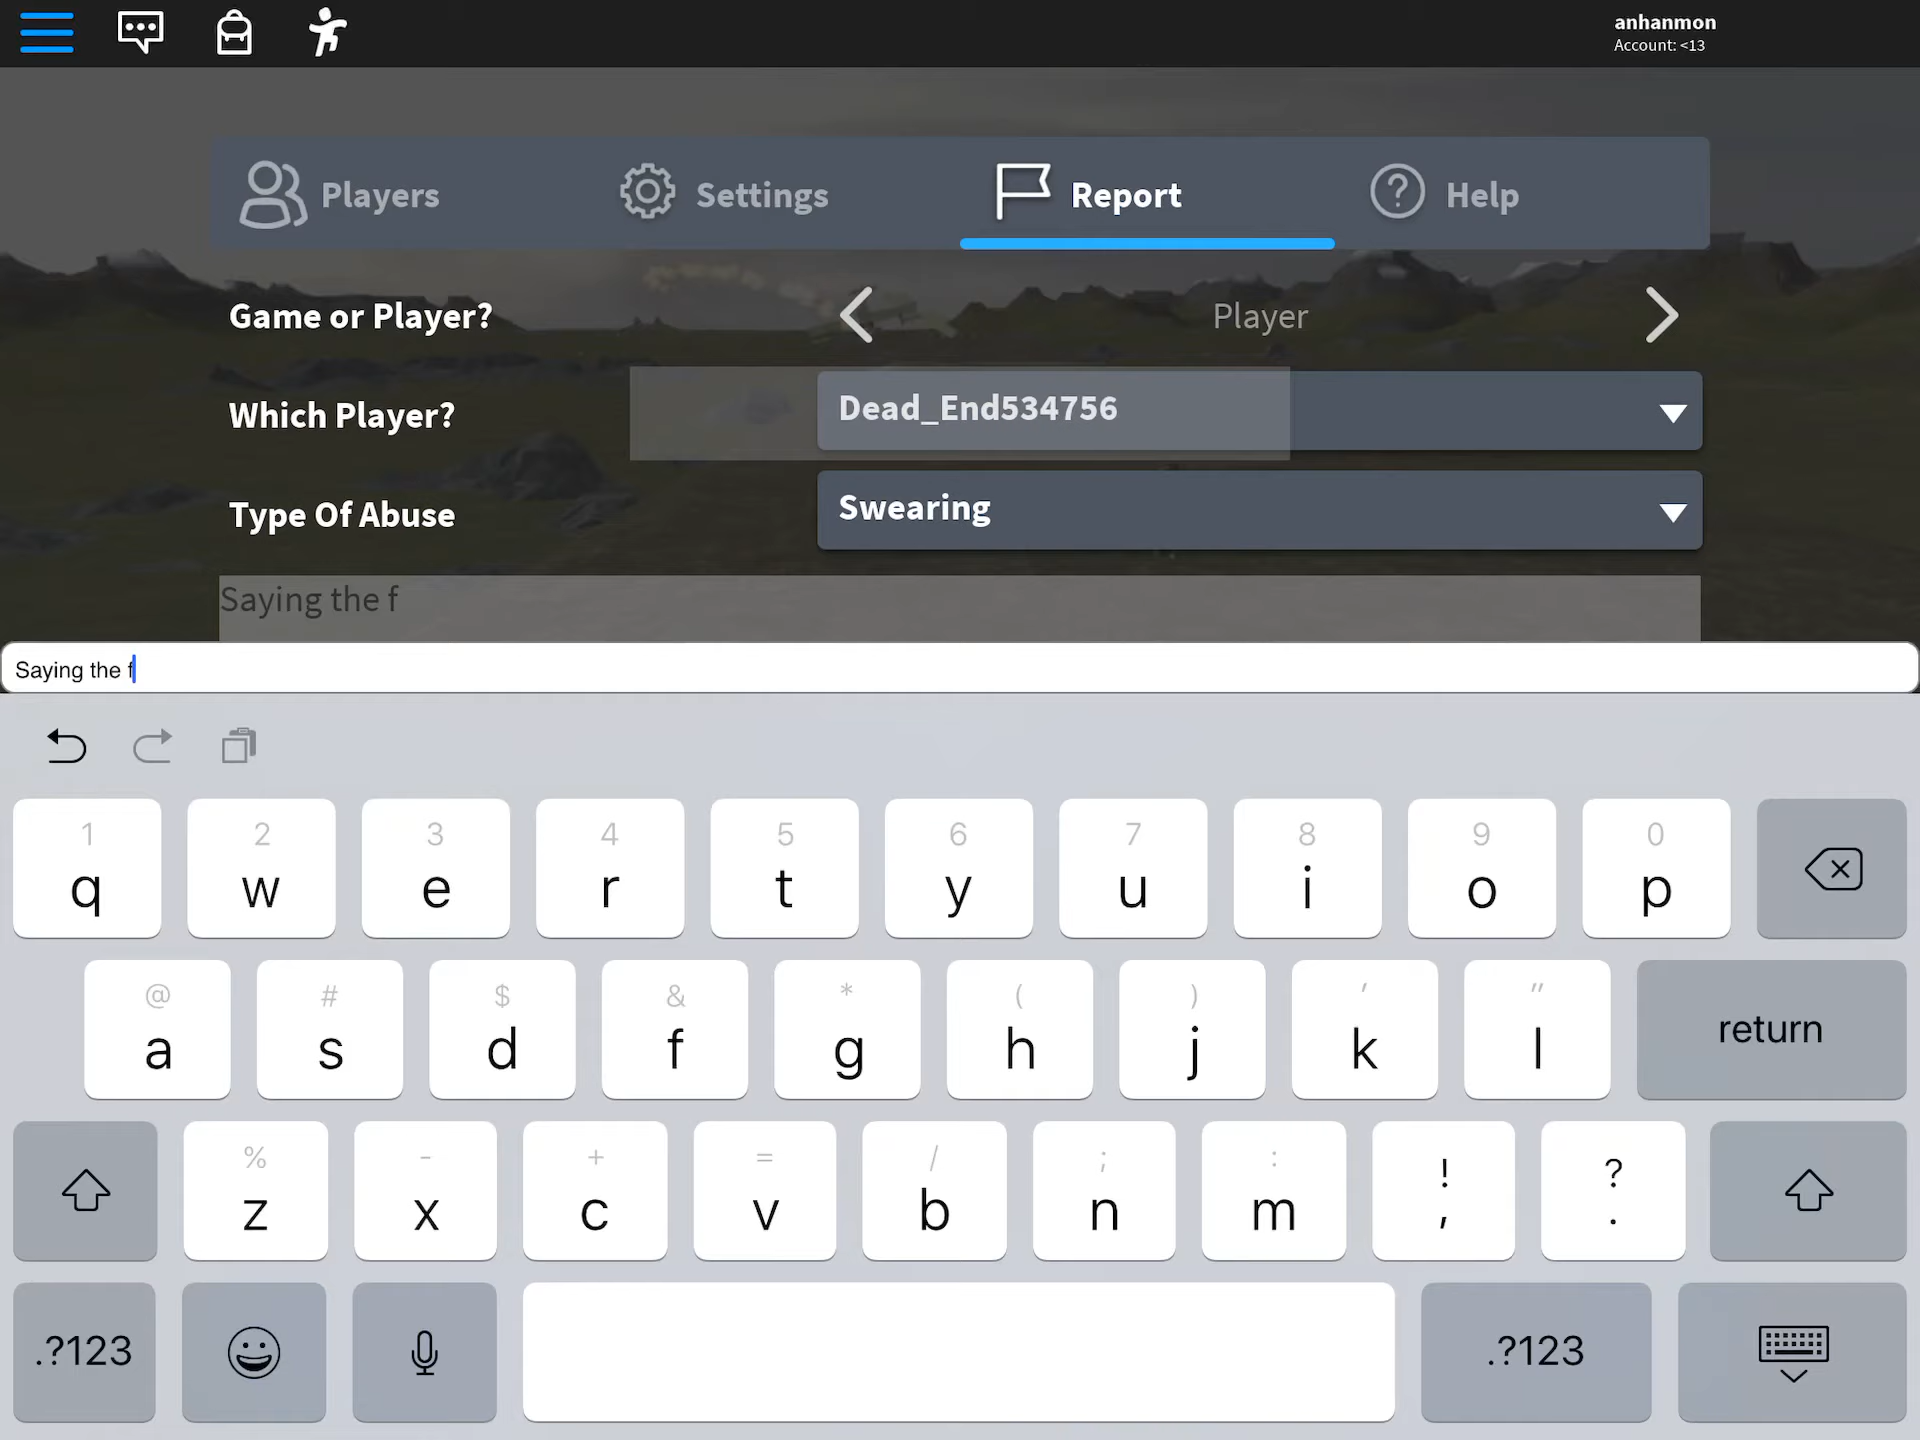 anhanmon
Account: <13
Players
Settings
Report
Help
Game or Player?
Player
Which Player?
Dead_End534756
Type Of Abuse
Swearing
Saying the f
Saying the f
1 2 3 4 5 6 7 8 9 0
q w e r t y u i o p
@ # $ & * ( ) ' "
a s d f g h j k l return
% - + = / ; : ! ?
z x c v b n m , .
.?123 .?123